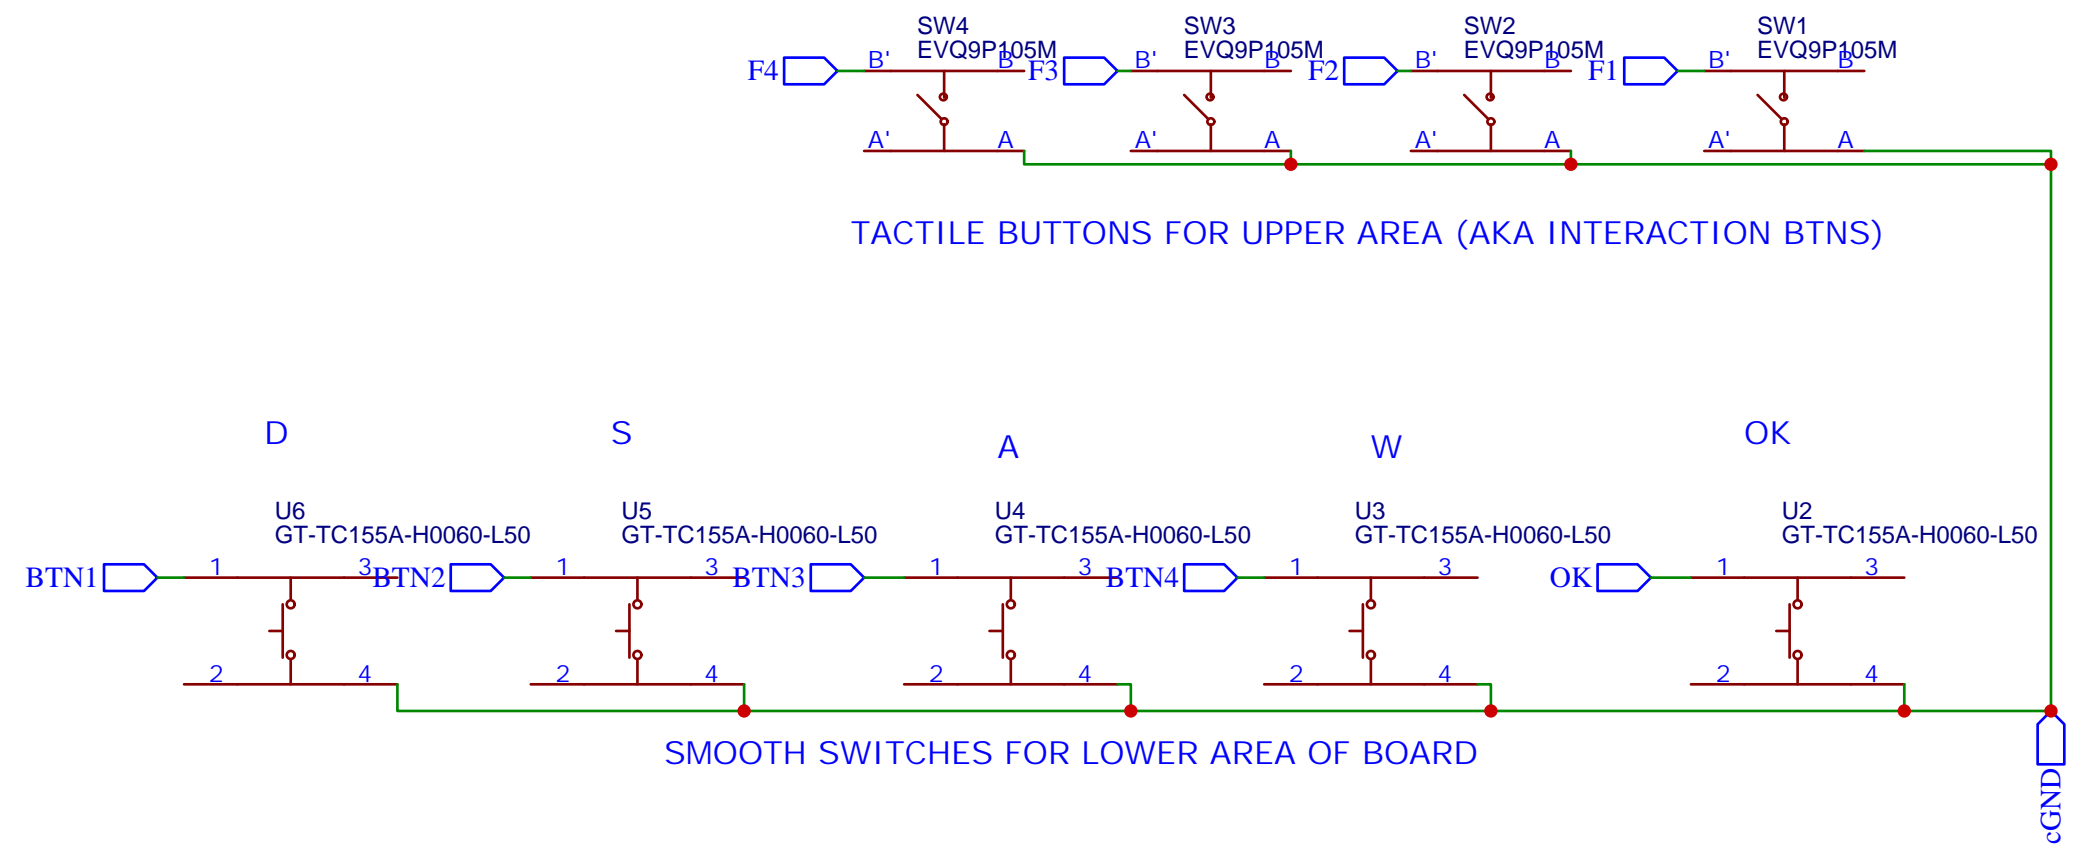 SW4 SW3 SW2 SW1
EVQ9P105M EVQ9P105M EVQ9P105M EVQ9P105M
F4 B' B F3 B' B F2 B' B F1 B' B
A' A A' A A' A A' A
TACTILE BUTTONS FOR UPPER AREA (AKA INTERACTION BTNS)
D S A W OK
U6 U5 U4 U3 U2
GT-TC155A-H0060-L50 GT-TC155A-H0060-L50 GT-TC155A-H0060-L50 GT-TC155A-H0060-L50 GT-TC155A-H0060-L50
BTN1 1 3 BTN2 1 3 BTN3 1 3 BTN4 1 3 OK 1 3
2 4 2 4 2 4 2 4 2 4
SMOOTH SWITCHES FOR LOWER AREA OF BOARD
cGND